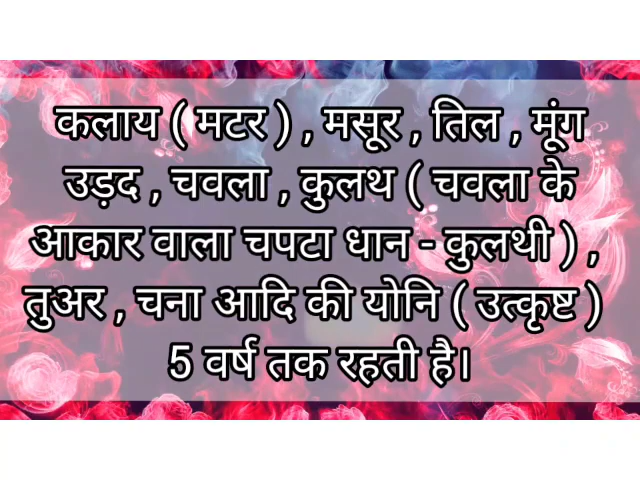 कलाय ( मटर ) , मसूर , तिल , मूंग
उड़द , चवला , कुलथ ( चवला के
आकार वाला चपटा धान - कुलथी ) ,
तुअर , चना आदि की योनि ( उत्कृष्ट )
5 वर्ष तक रहती है।